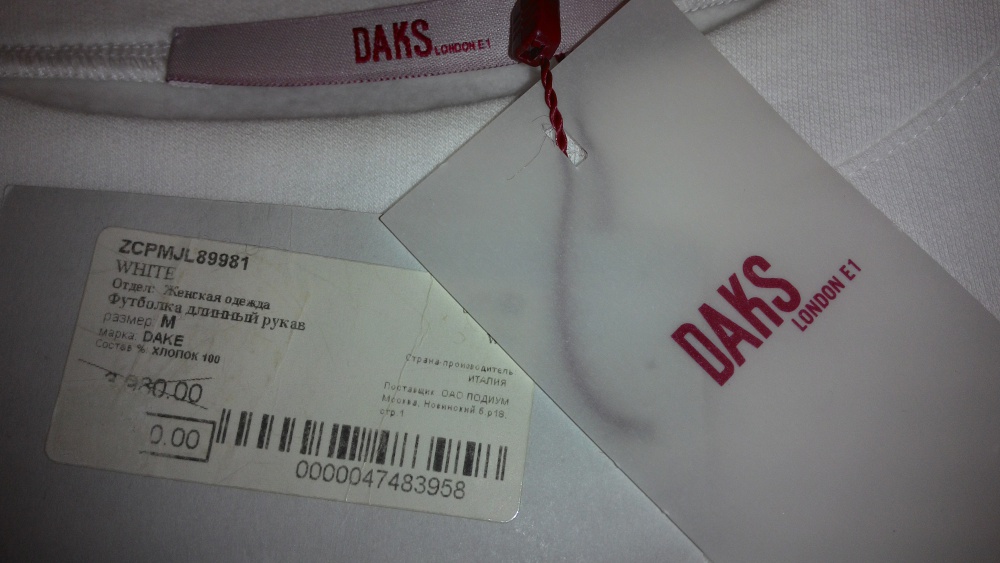 DAKS LONDON E1
ZCPMJL89981
WHITE
Отдел: Женская одежда
Футболка длинный рукав
размер: M
Марка: DAKE
Состав %: ХЛОПОК 100
Страна-производитель
ИТАЛИЯ
Поставщик: ОАО ПОДИУМ
Москва, Новинский б р18,
стр.1
0.00
0000047483958
DAKS
LONDON E1